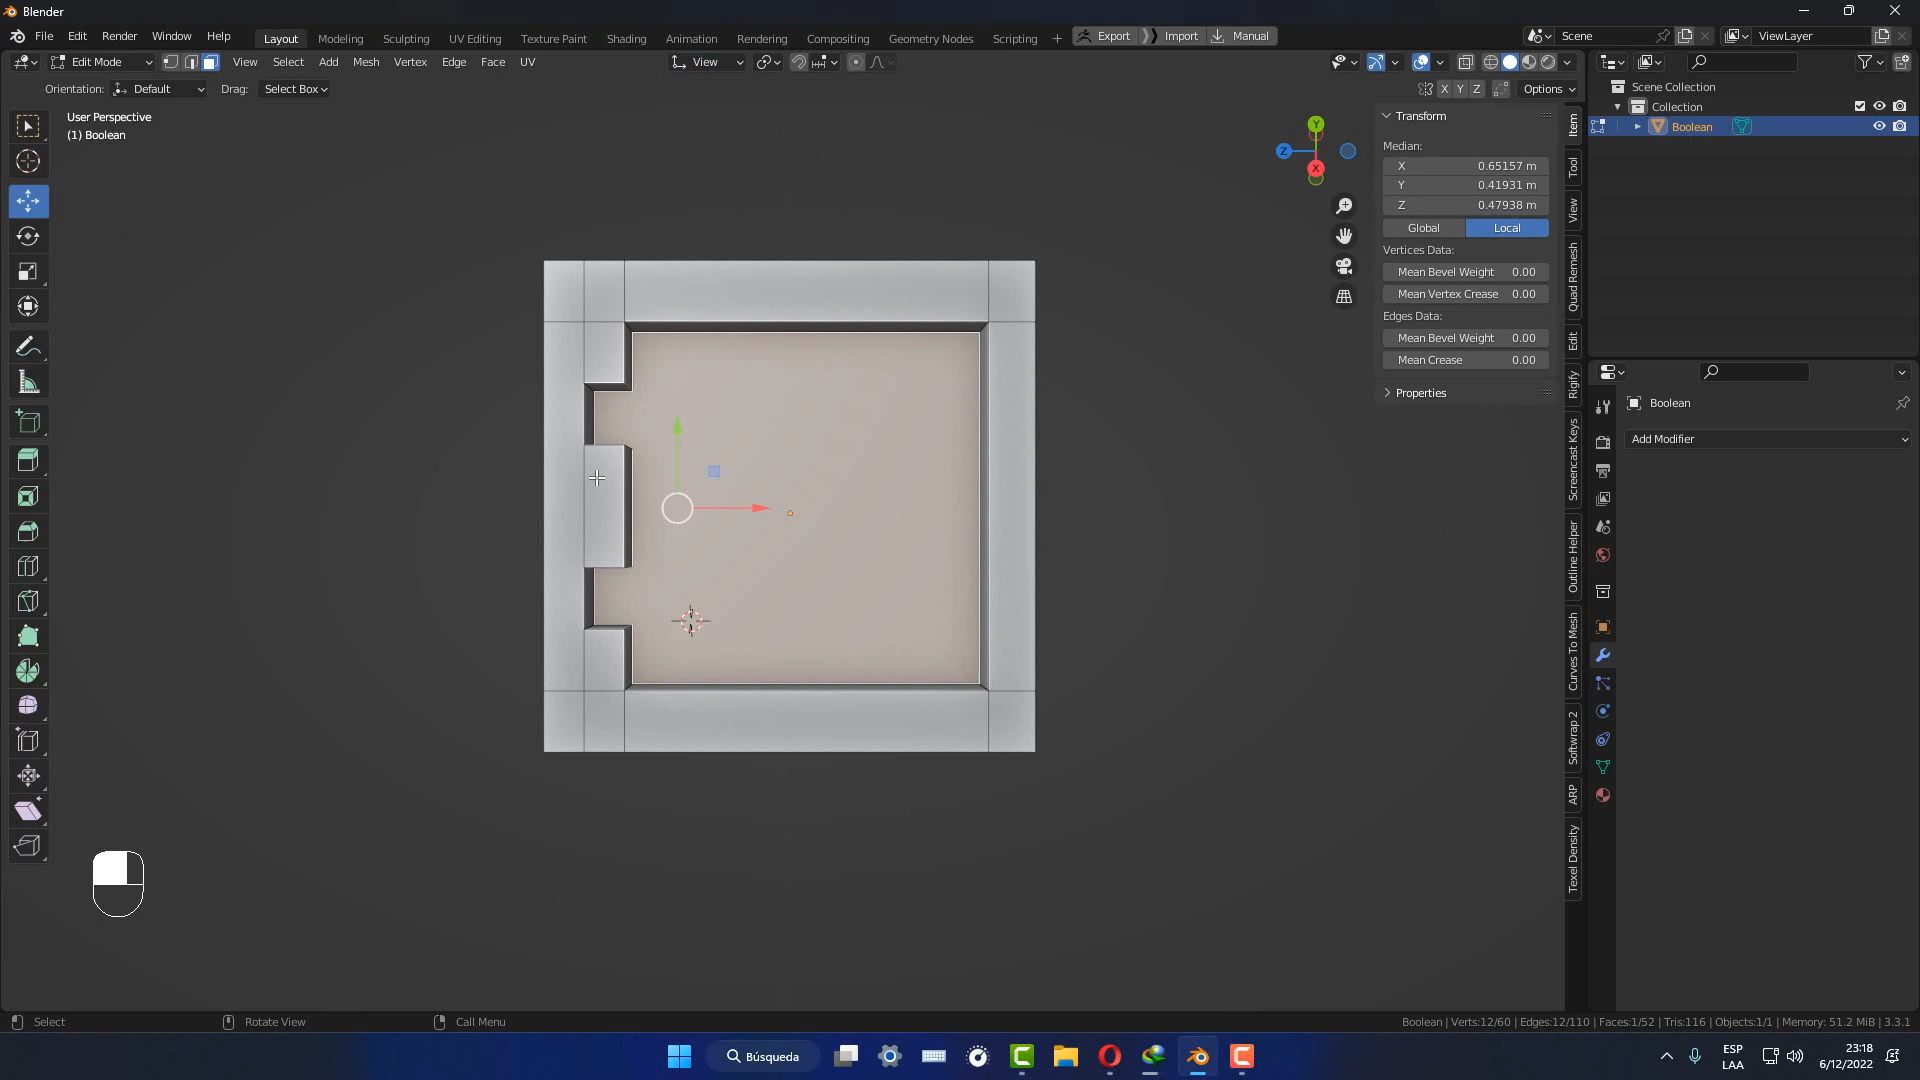 Blender
File Edit Render Window Help Layout Modeling Sculpting UV Editing Texture Paint Shading Animation Rendering Compositing Geometry Nodes Scripting + Export Import Manual Scene ViewLayer
Edit Mode View Select Add Mesh Vertex Edge Face UV View
Orientation: Default Drag: Select Box X Y Z Options
User Perspective
(1) Boolean
Y
Z
X
Transform
Median:
X 0.65157 m
Y 0.41931 m
Z 0.47938 m
Global Local
Vertices Data:
Mean Bevel Weight 0.00
Mean Vertex Crease 0.00
Edges Data:
Mean Bevel Weight 0.00
Mean Crease 0.00
Properties
Item
Tool
View
Quad Remesh
Edit
Rigify
Screencast Keys
Outline Helper
Curves To Mesh
Softwrap 2
ARP
Texel Density
Scene Collection
Collection
Boolean
Boolean
Add Modifier
Select Rotate View Call Menu Boolean | Verts:12/60 | Edges:12/110 | Faces:1/52 | Tris:116 | Objects:1/1 | Memory: 51.2 MiB | 3.3.1
Búsqueda
ESP
LAA
23:18
6/12/2022